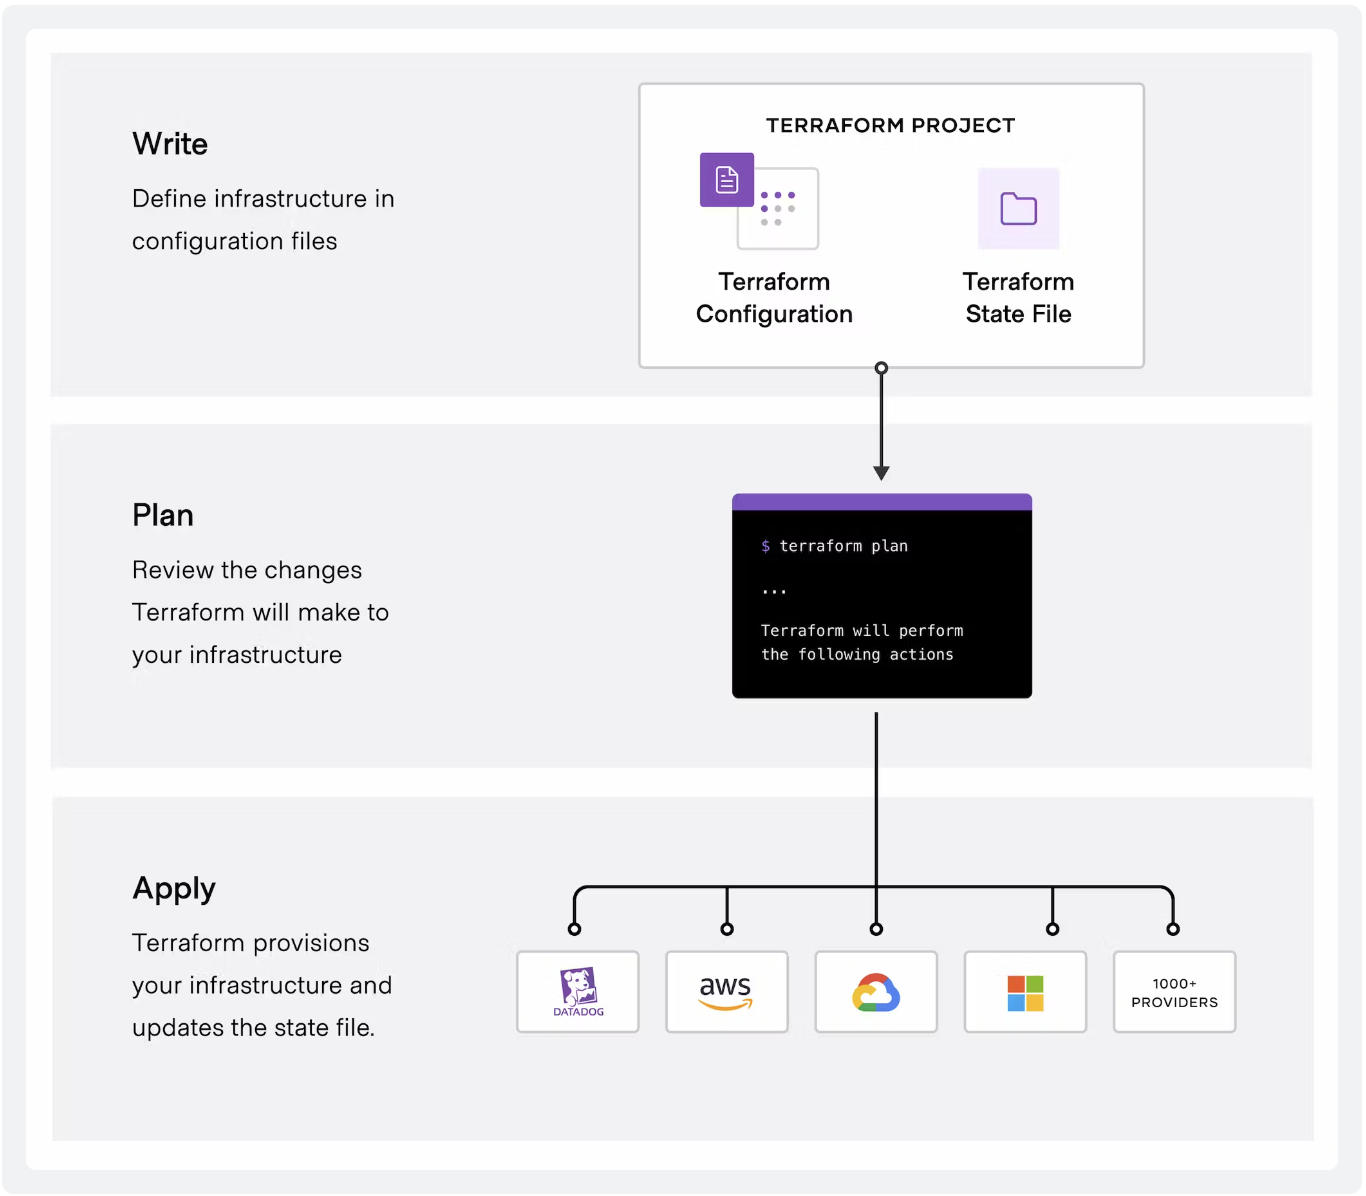 Write
Define infrastructure in
configuration files
TERRAFORM PROJECT
Terraform
Configuration
Terraform
State File
Plan
Review the changes
Terraform will make to
your infrastructure
$ terraform plan
...
Terraform will perform
the following actions
Apply
Terraform provisions
your infrastructure and
updates the state file.
DATADOG
aws
1000+
PROVIDERS